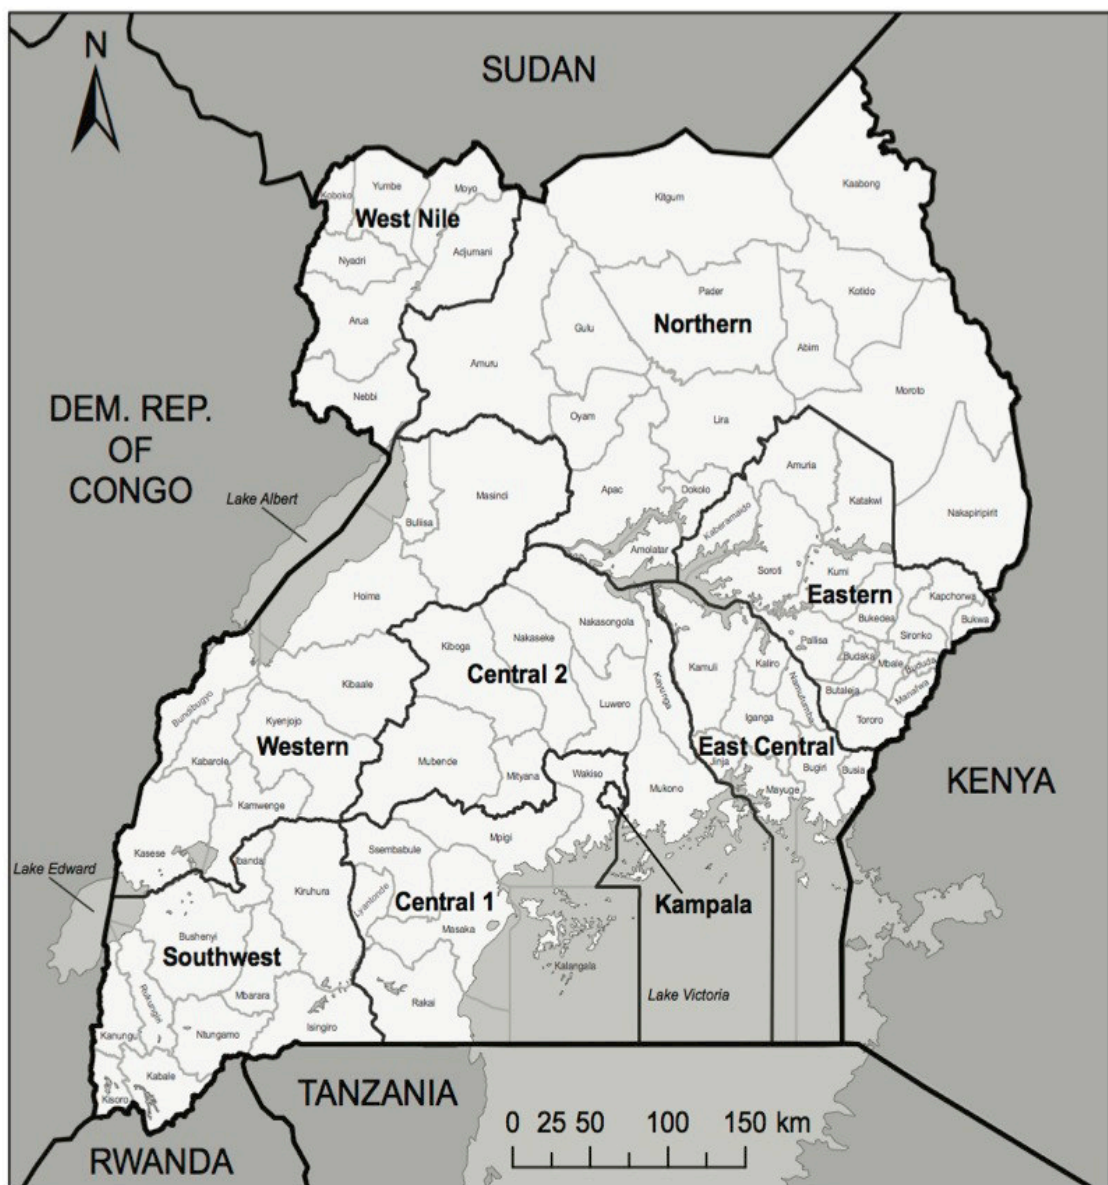 N
SUDAN
Kaabong
Yumbe
Moyo
Koboko
Kitgum
West Nile
Adjumani
Nyadri
Pader
Kotido
Arua
Gulu
Northern
Abim
Amuru
Moroto
Nebbi
DEM. REP.
OF
CONGO
Oyam
Lira
Amuria
Lake Albert
Masindi
Apac
Dokolo
Katakwi
Nakapiripirit
Buliisa
Kaberamaido
Amolatar
Soroti
Kumi
Eastern
Hoima
Kapchorwa
Bukedea
Bukwa
Nakasongola
Kiboga
Nakaseke
Pallisa
Sironko
Central 2
Kamuli
Kaliro
Budaka
Mbale
Bududa
Kibaale
Kayunga
Manafwa
Bundibugyo
Namutumba
Butaleja
Luwero
Kyenjojo
Iganga
Tororo
Western
East Central
Kabarole
Mubende
Mityana
Wakiso
Jinja
Bugiri
Busia
KENYA
Kamwenge
Mukono
Mayuge
Mpigi
Kasese
Ssembabule
Lake Edward
Ibanda
Kiruhura
Lyantonde
Central 1
Kampala
Masaka
Bushenyi
Southwest
Kalangala
Rukungiri
Mbarara
Rakai
Lake Victoria
Kanungu
Ntungamo
Isingiro
Kabale
Kisoro
TANZANIA
RWANDA
0 25 50 100 150 km